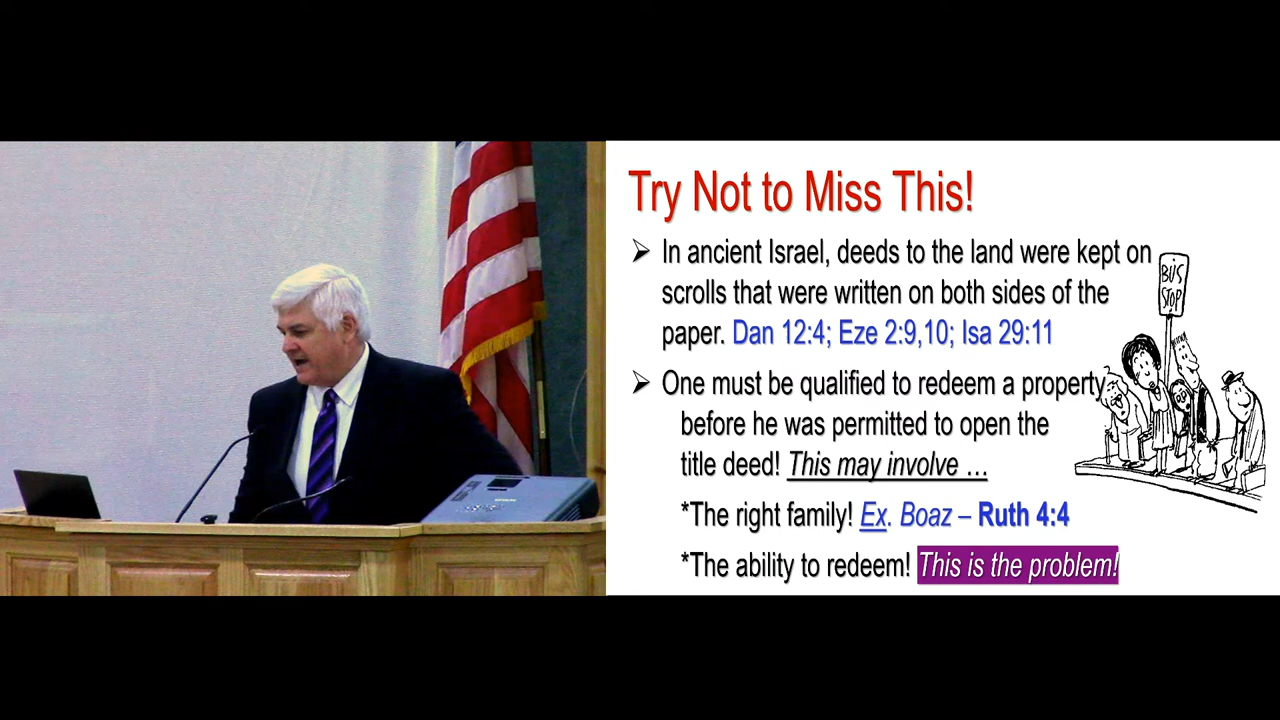 Try Not to Miss This!
➢ In ancient Israel, deeds to the land were kept on
scrolls that were written on both sides of the
paper. Dan 12:4; Eze 2:9,10; Isa 29:11
➢ One must be qualified to redeem a property
before he was permitted to open the
title deed! This may involve …
*The right family! Ex. Boaz – Ruth 4:4
*The ability to redeem! This is the problem!
BUS
STOP